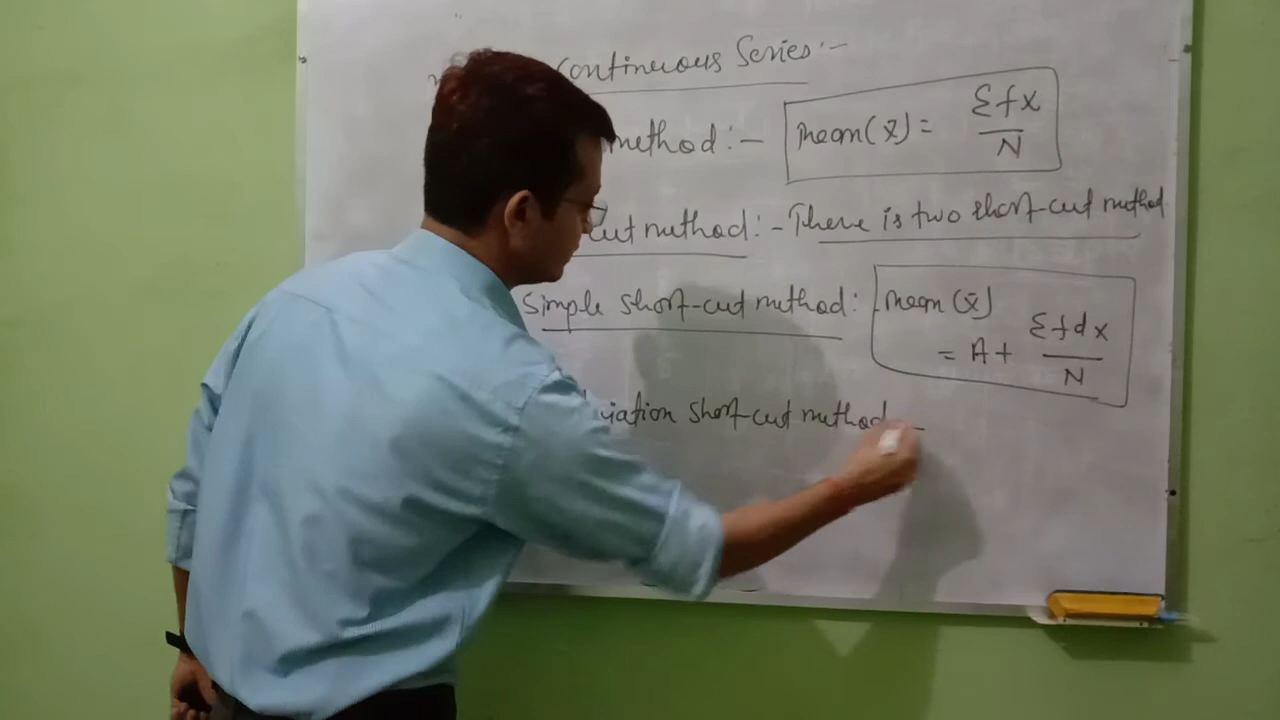 Continuous Series:-
method:- Mean(x̄) = Σfx / N
cut method:- There is two short-cut method
Simple short-cut method: Mean (x̄)
= A + Σfdx / N
viation short-cut method -